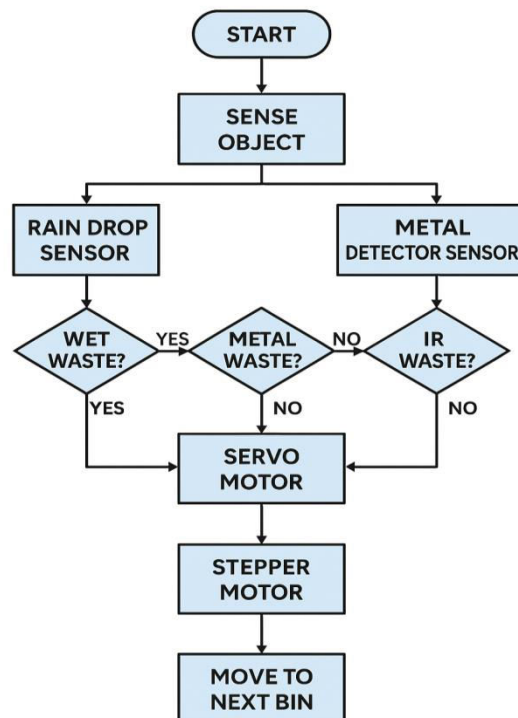 START
SENSE
OBJECT
RAIN DROP
SENSOR
METAL
DETECTOR SENSOR
WET
WASTE?
YES
METAL
WASTE?
NO
IR
WASTE?
YES
NO
NO
SERVO
MOTOR
STEPPER
MOTOR
MOVE TO
NEXT BIN